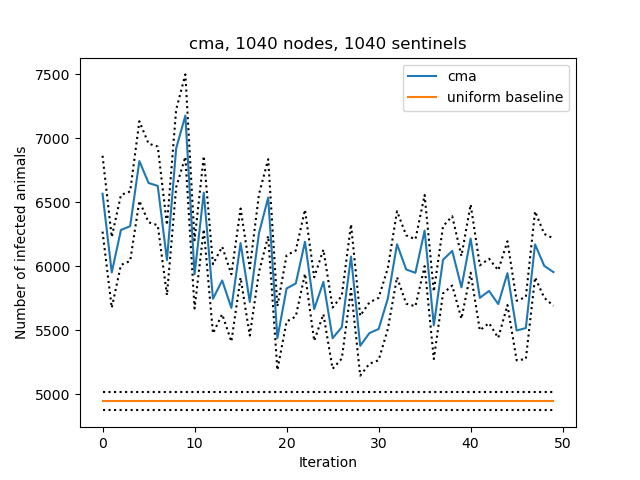 cma, 1040 nodes, 1040 sentinels
cma
uniform baseline
7500
7000
6500
6000
5500
5000
Number of infected animals
0 10 20 30 40 50
Iteration